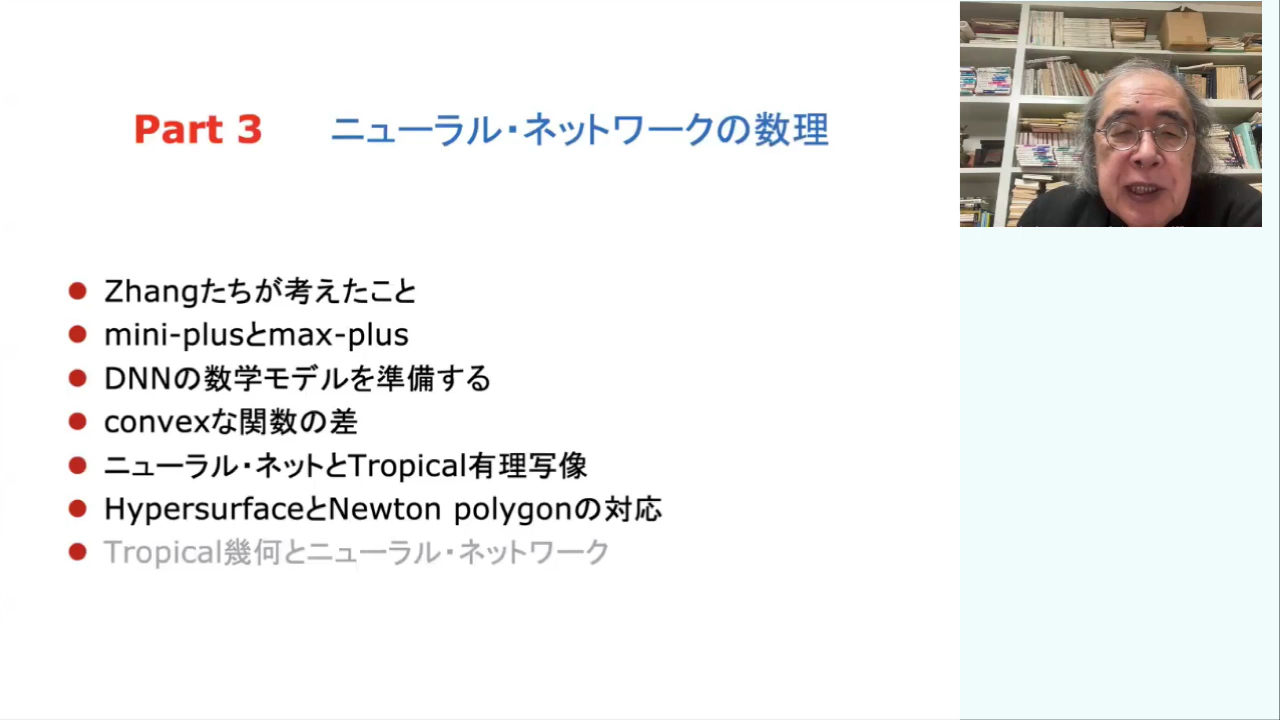 Part 3 ニューラル・ネットワークの数理
Zhangたちが考えたこと
mini-plusとmax-plus
DNNの数学モデルを準備する
convexな関数の差
ニューラル・ネットとTropical有理写像
HypersurfaceとNewton polygonの対応
Tropical幾何とニューラル・ネットワーク